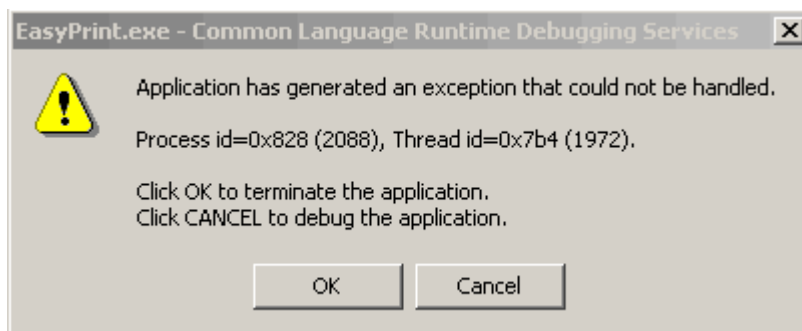 EasyPrint.exe - Common Language Runtime Debugging Services
Application has generated an exception that could not be handled.
Process id=0x828 (2088), Thread id=0x7b4 (1972).
Click OK to terminate the application.
Click CANCEL to debug the application.
OK
Cancel